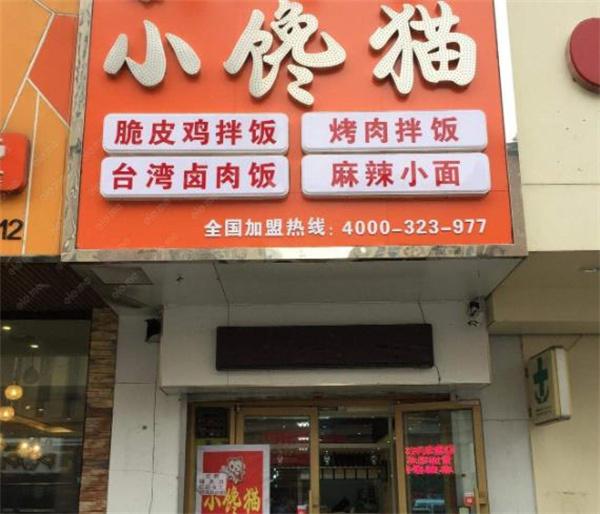 小馋猫
脆皮鸡拌饭
烤肉拌饭
台湾卤肉饭
麻辣小面
全国加盟热线：4000-323-977
12
小馋猫